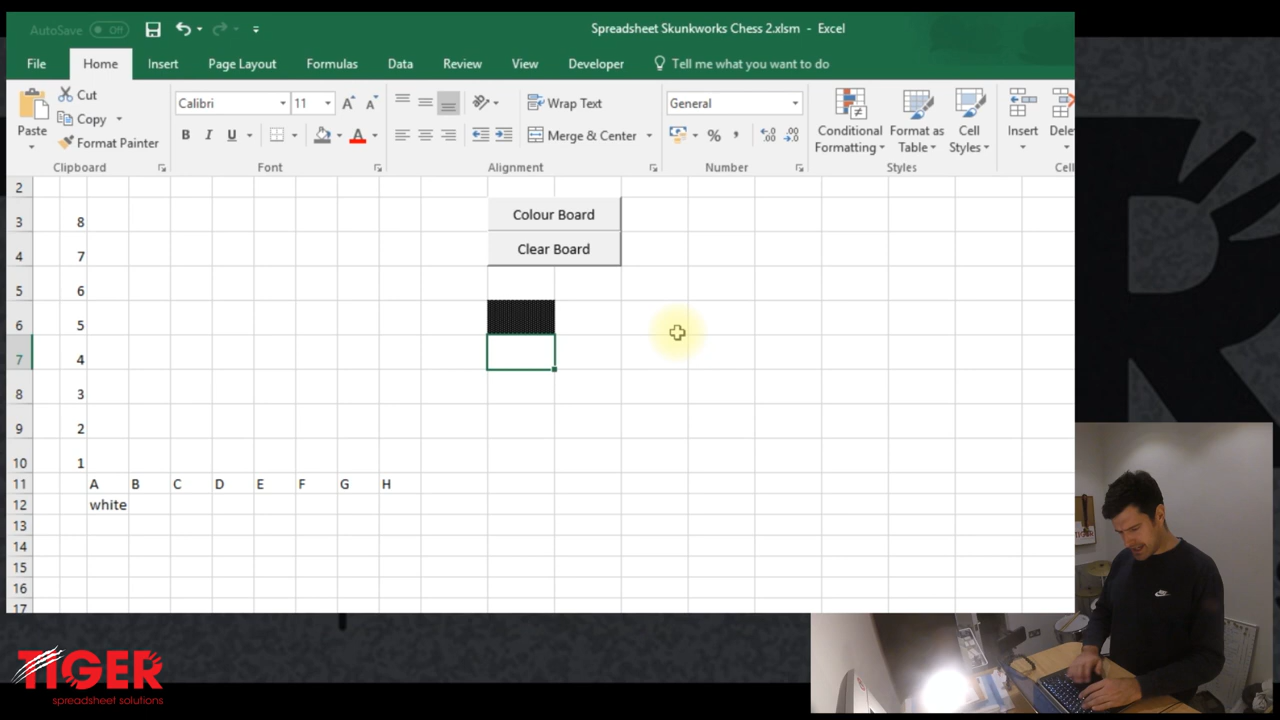 AutoSave Off
Spreadsheet Skunkworks Chess 2.xlsm - Excel
File Home Insert Page Layout Formulas Data Review View Developer Tell me what you want to do
Paste
Cut
Copy
Format Painter
Calibri 11
B I U
Wrap Text
Merge & Center
General
%
Conditional Formatting
Format as Table
Cell Styles
Insert
Clipboard Font Alignment Number Styles
2
3 8
Colour Board
4 7
Clear Board
5 6
6 5
7 4
8 3
9 2
10 1
11 A B C D E F G H
12 white
13
14
15
16
17
TIGER
spreadsheet solutions